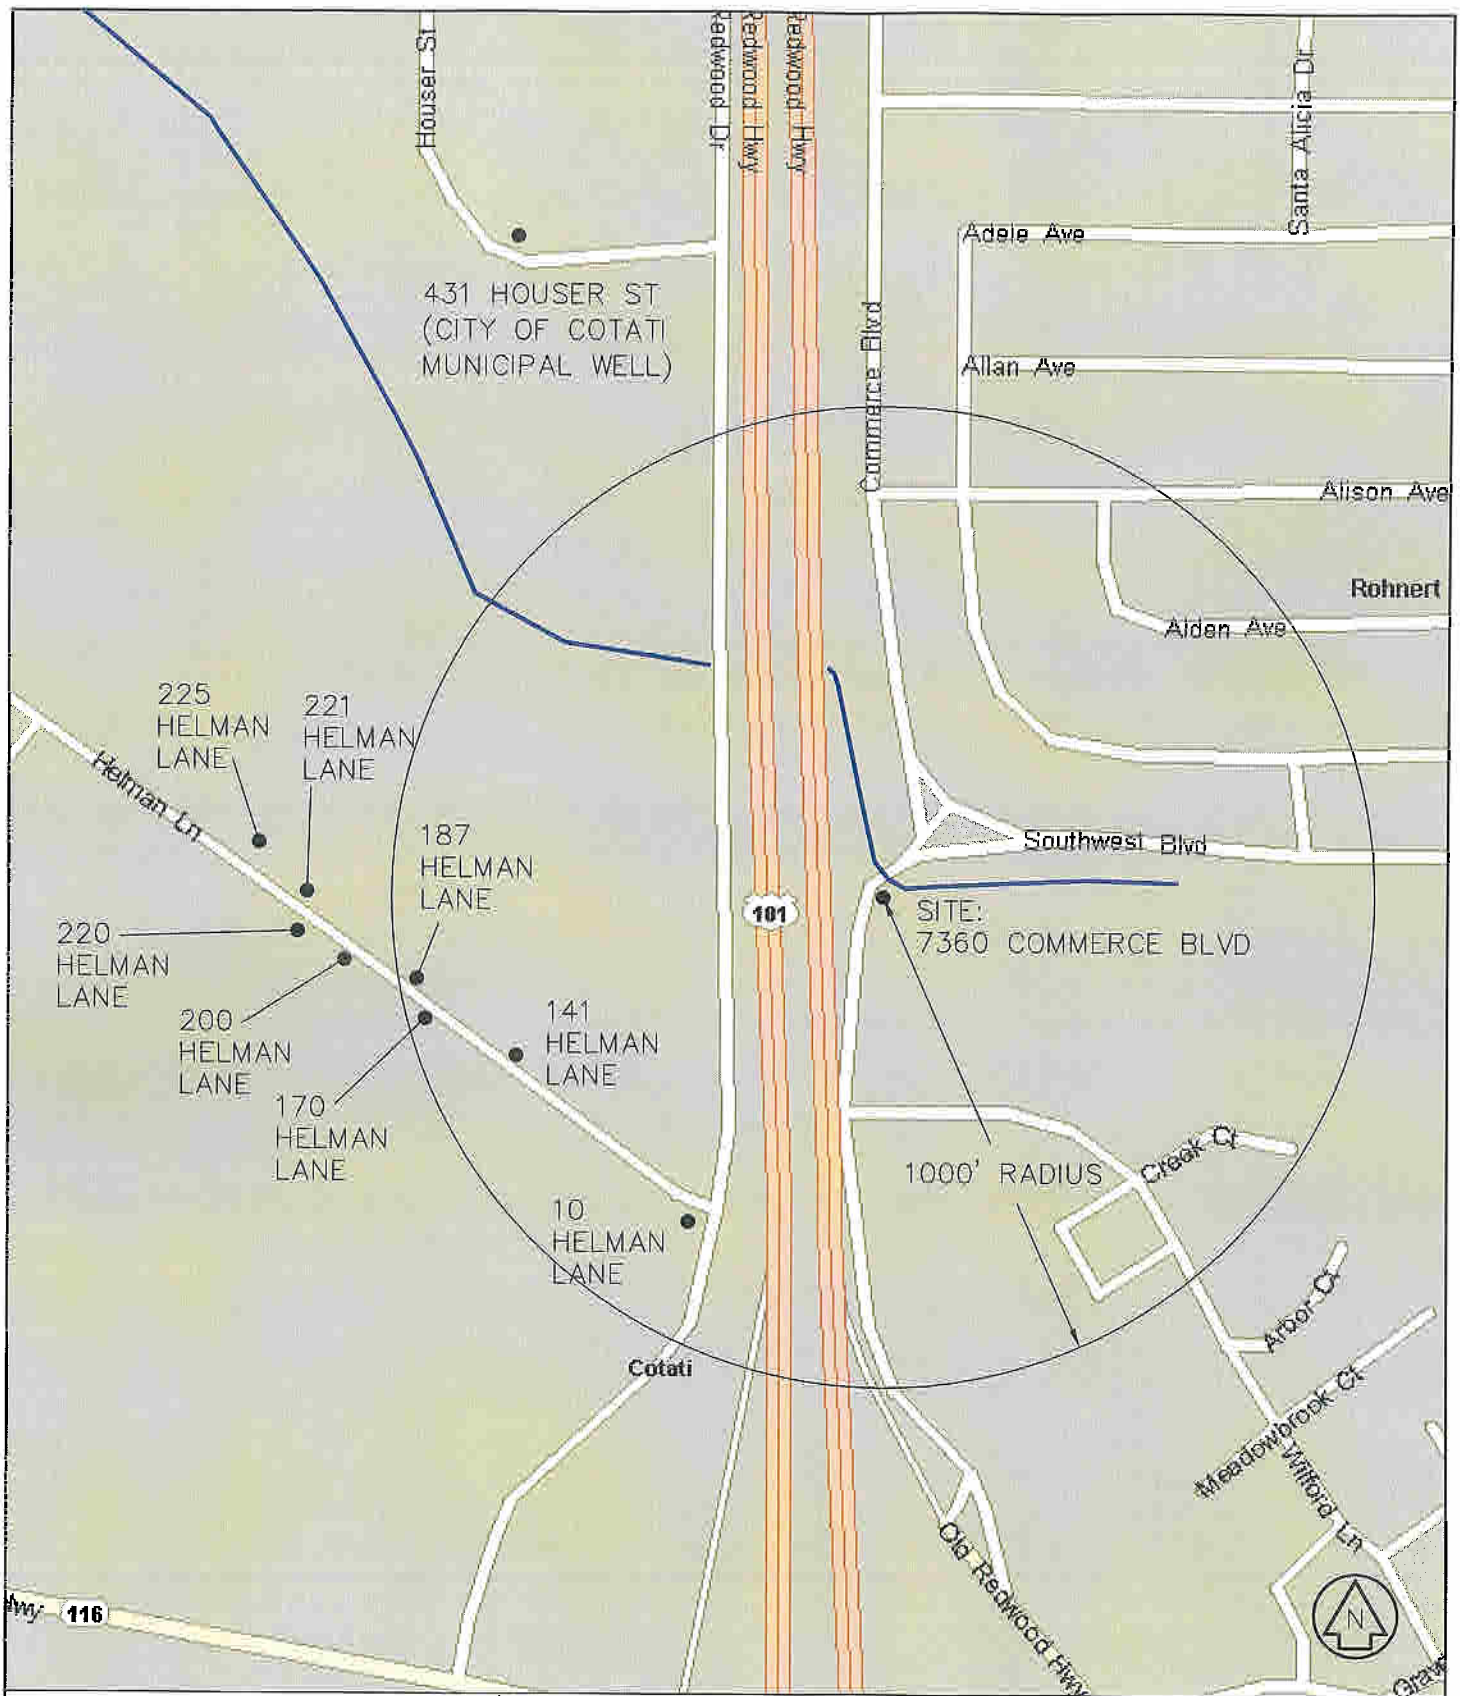 Houser St
Redwood Dr
Redwood Hwy
Redwood Hwy
Santa Alicia Dr
Adele Ave
431 HOUSER ST
(CITY OF COTATI
MUNICIPAL WELL)
Commerce Blvd
Allan Ave
Alison Ave
Rohnert
Alden Ave
225
HELMAN
LANE
221
HELMAN
LANE
Helman Ln
187
HELMAN
LANE
Southwest Blvd
101
SITE:
7360 COMMERCE BLVD
220
HELMAN
LANE
200
HELMAN
LANE
141
HELMAN
LANE
170
HELMAN
LANE
1000' RADIUS
Creek Ct
10
HELMAN
LANE
Arbor Ct
Cotati
Meadowbrook Ct
Wilford Ln
Old Redwood Hwy
Hwy 116
N